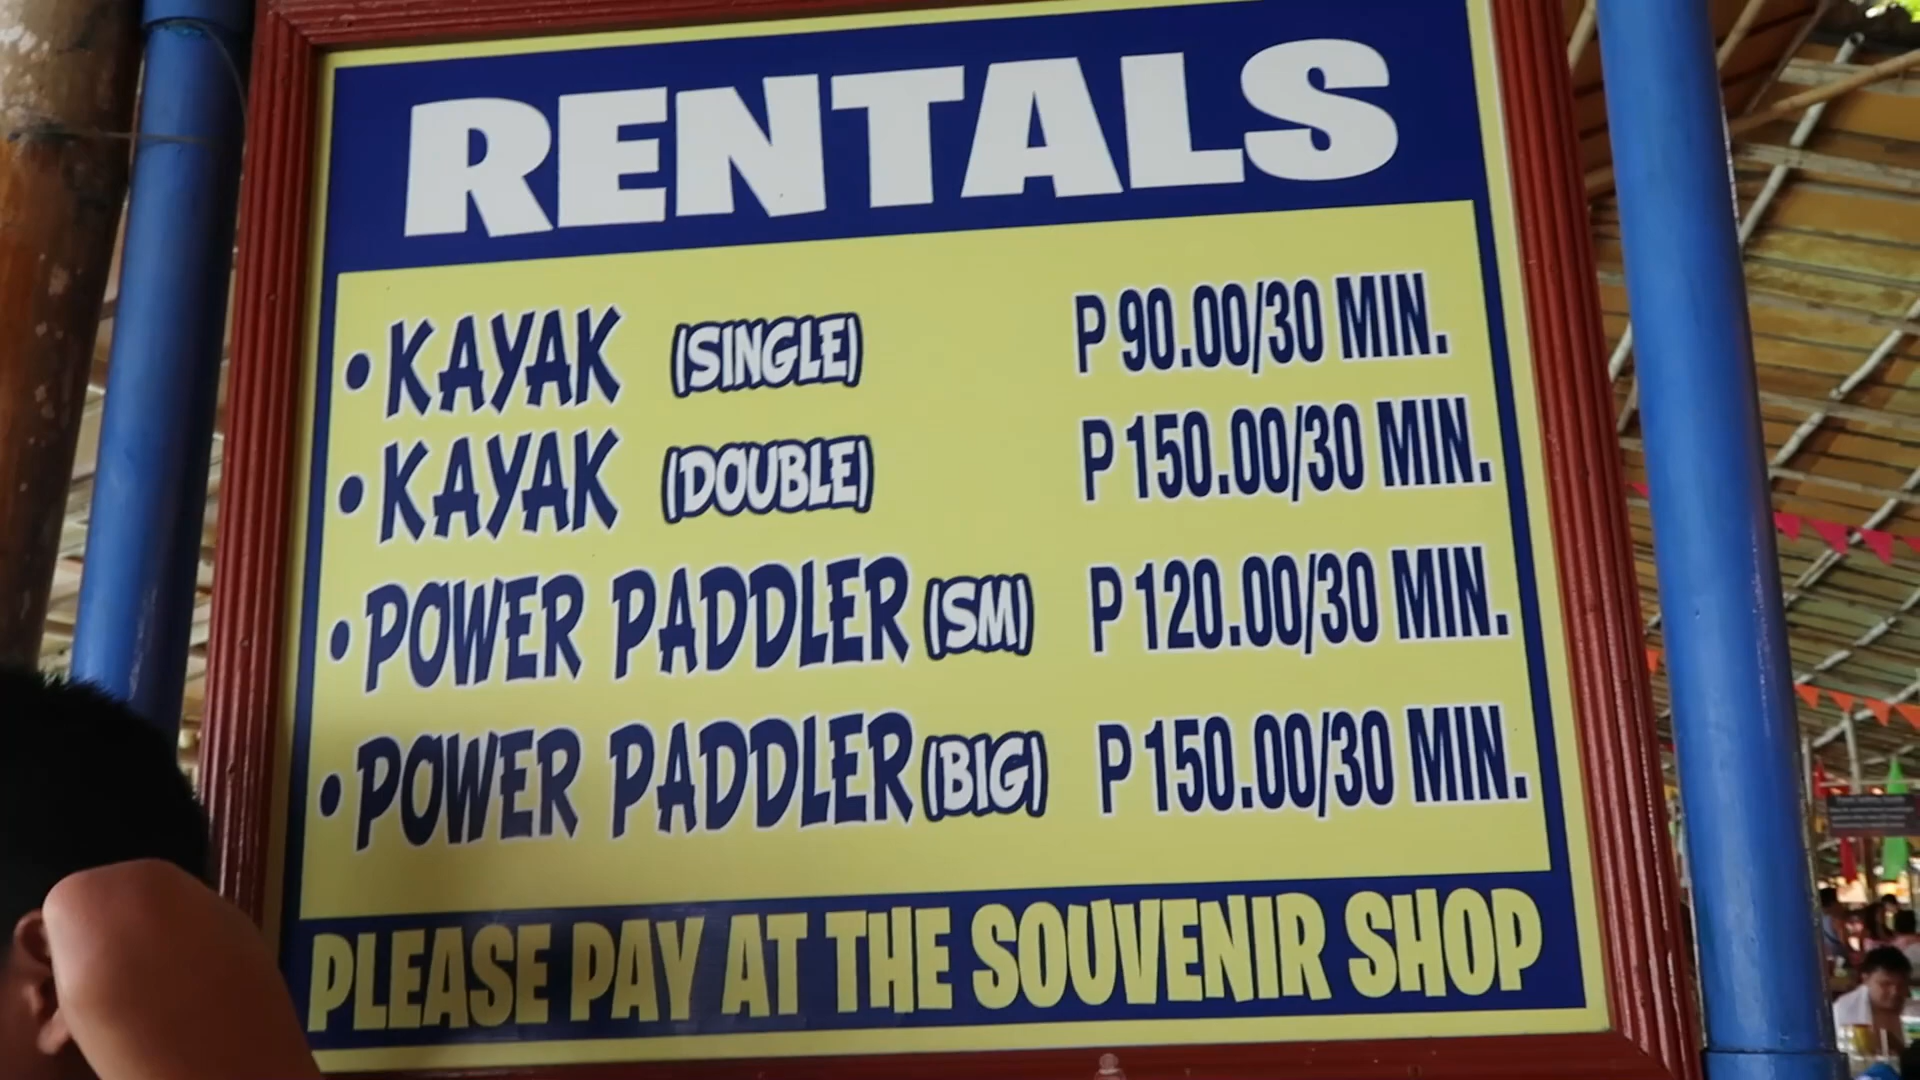 RENTALS
• KAYAK (SINGLE) P 90.00/30 MIN.
• KAYAK (DOUBLE) P 150.00/30 MIN.
• POWER PADDLER (SM) P 120.00/30 MIN.
• POWER PADDLER (BIG) P 150.00/30 MIN.
PLEASE PAY AT THE SOUVENIR SHOP